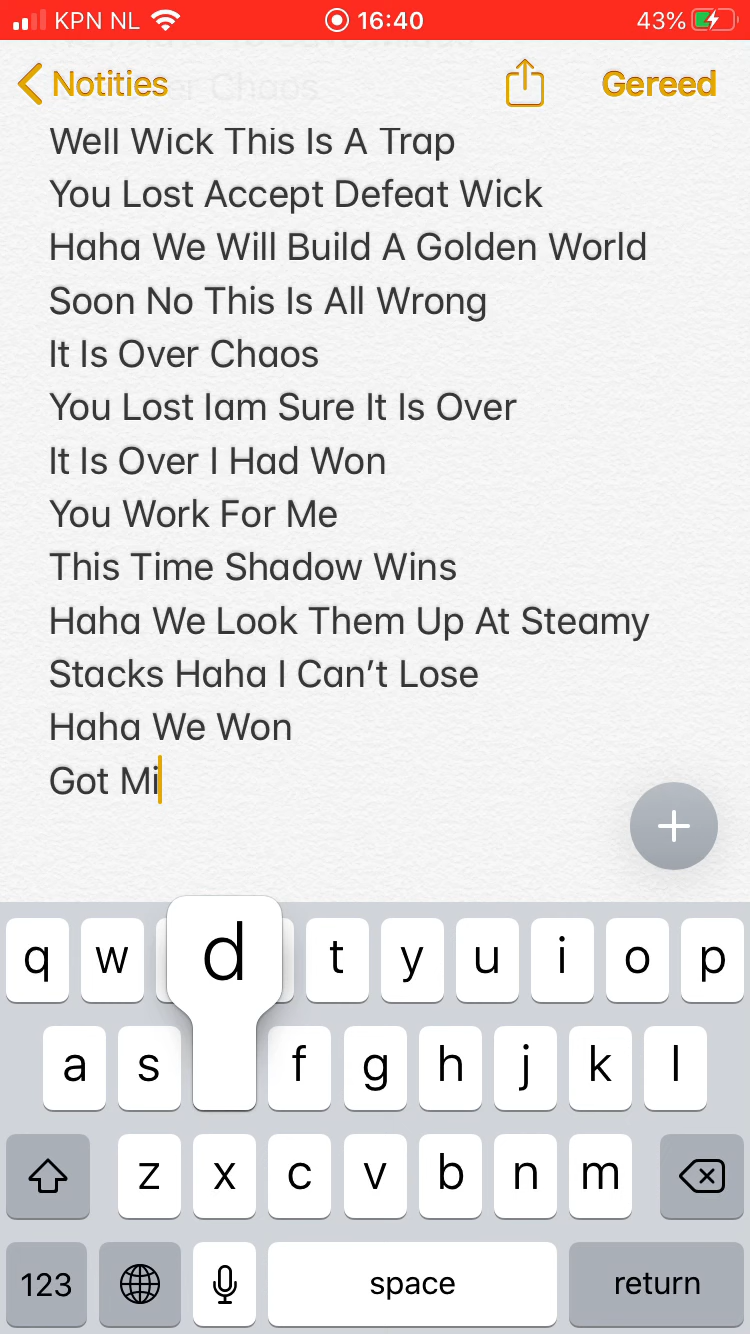 KPN NL 16:40 43%
Notities Gereed
Well Wick This Is A Trap
You Lost Accept Defeat Wick
Haha We Will Build A Golden World
Soon No This Is All Wrong
It Is Over Chaos
You Lost Iam Sure It Is Over
It Is Over I Had Won
You Work For Me
This Time Shadow Wins
Haha We Look Them Up At Steamy
Stacks Haha I Can’t Lose
Haha We Won
Got Mi
q w d t y u i o p
a s f g h j k l
z x c v b n m
123 space return